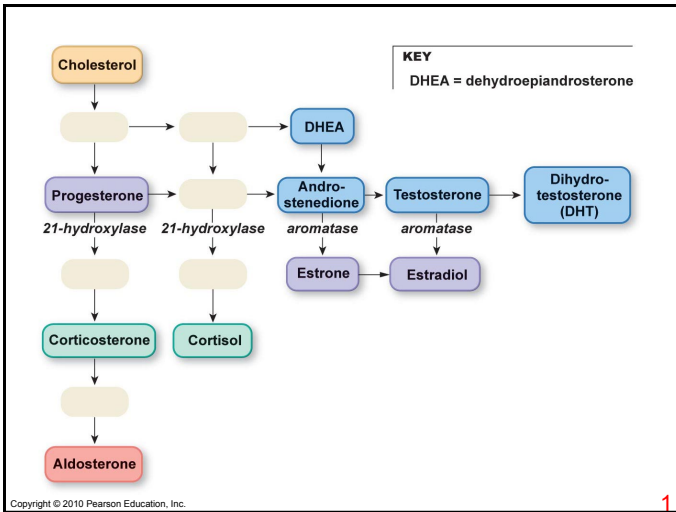 Cholesterol
KEY
DHEA = dehydroepiandrosterone
DHEA
Progesterone
Andro-
stenedione
Testosterone
Dihydro-
testosterone
(DHT)
21-hydroxylase
21-hydroxylase
aromatase
aromatase
Estrone
Estradiol
Corticosterone
Cortisol
Aldosterone
Copyright © 2010 Pearson Education, Inc.
1